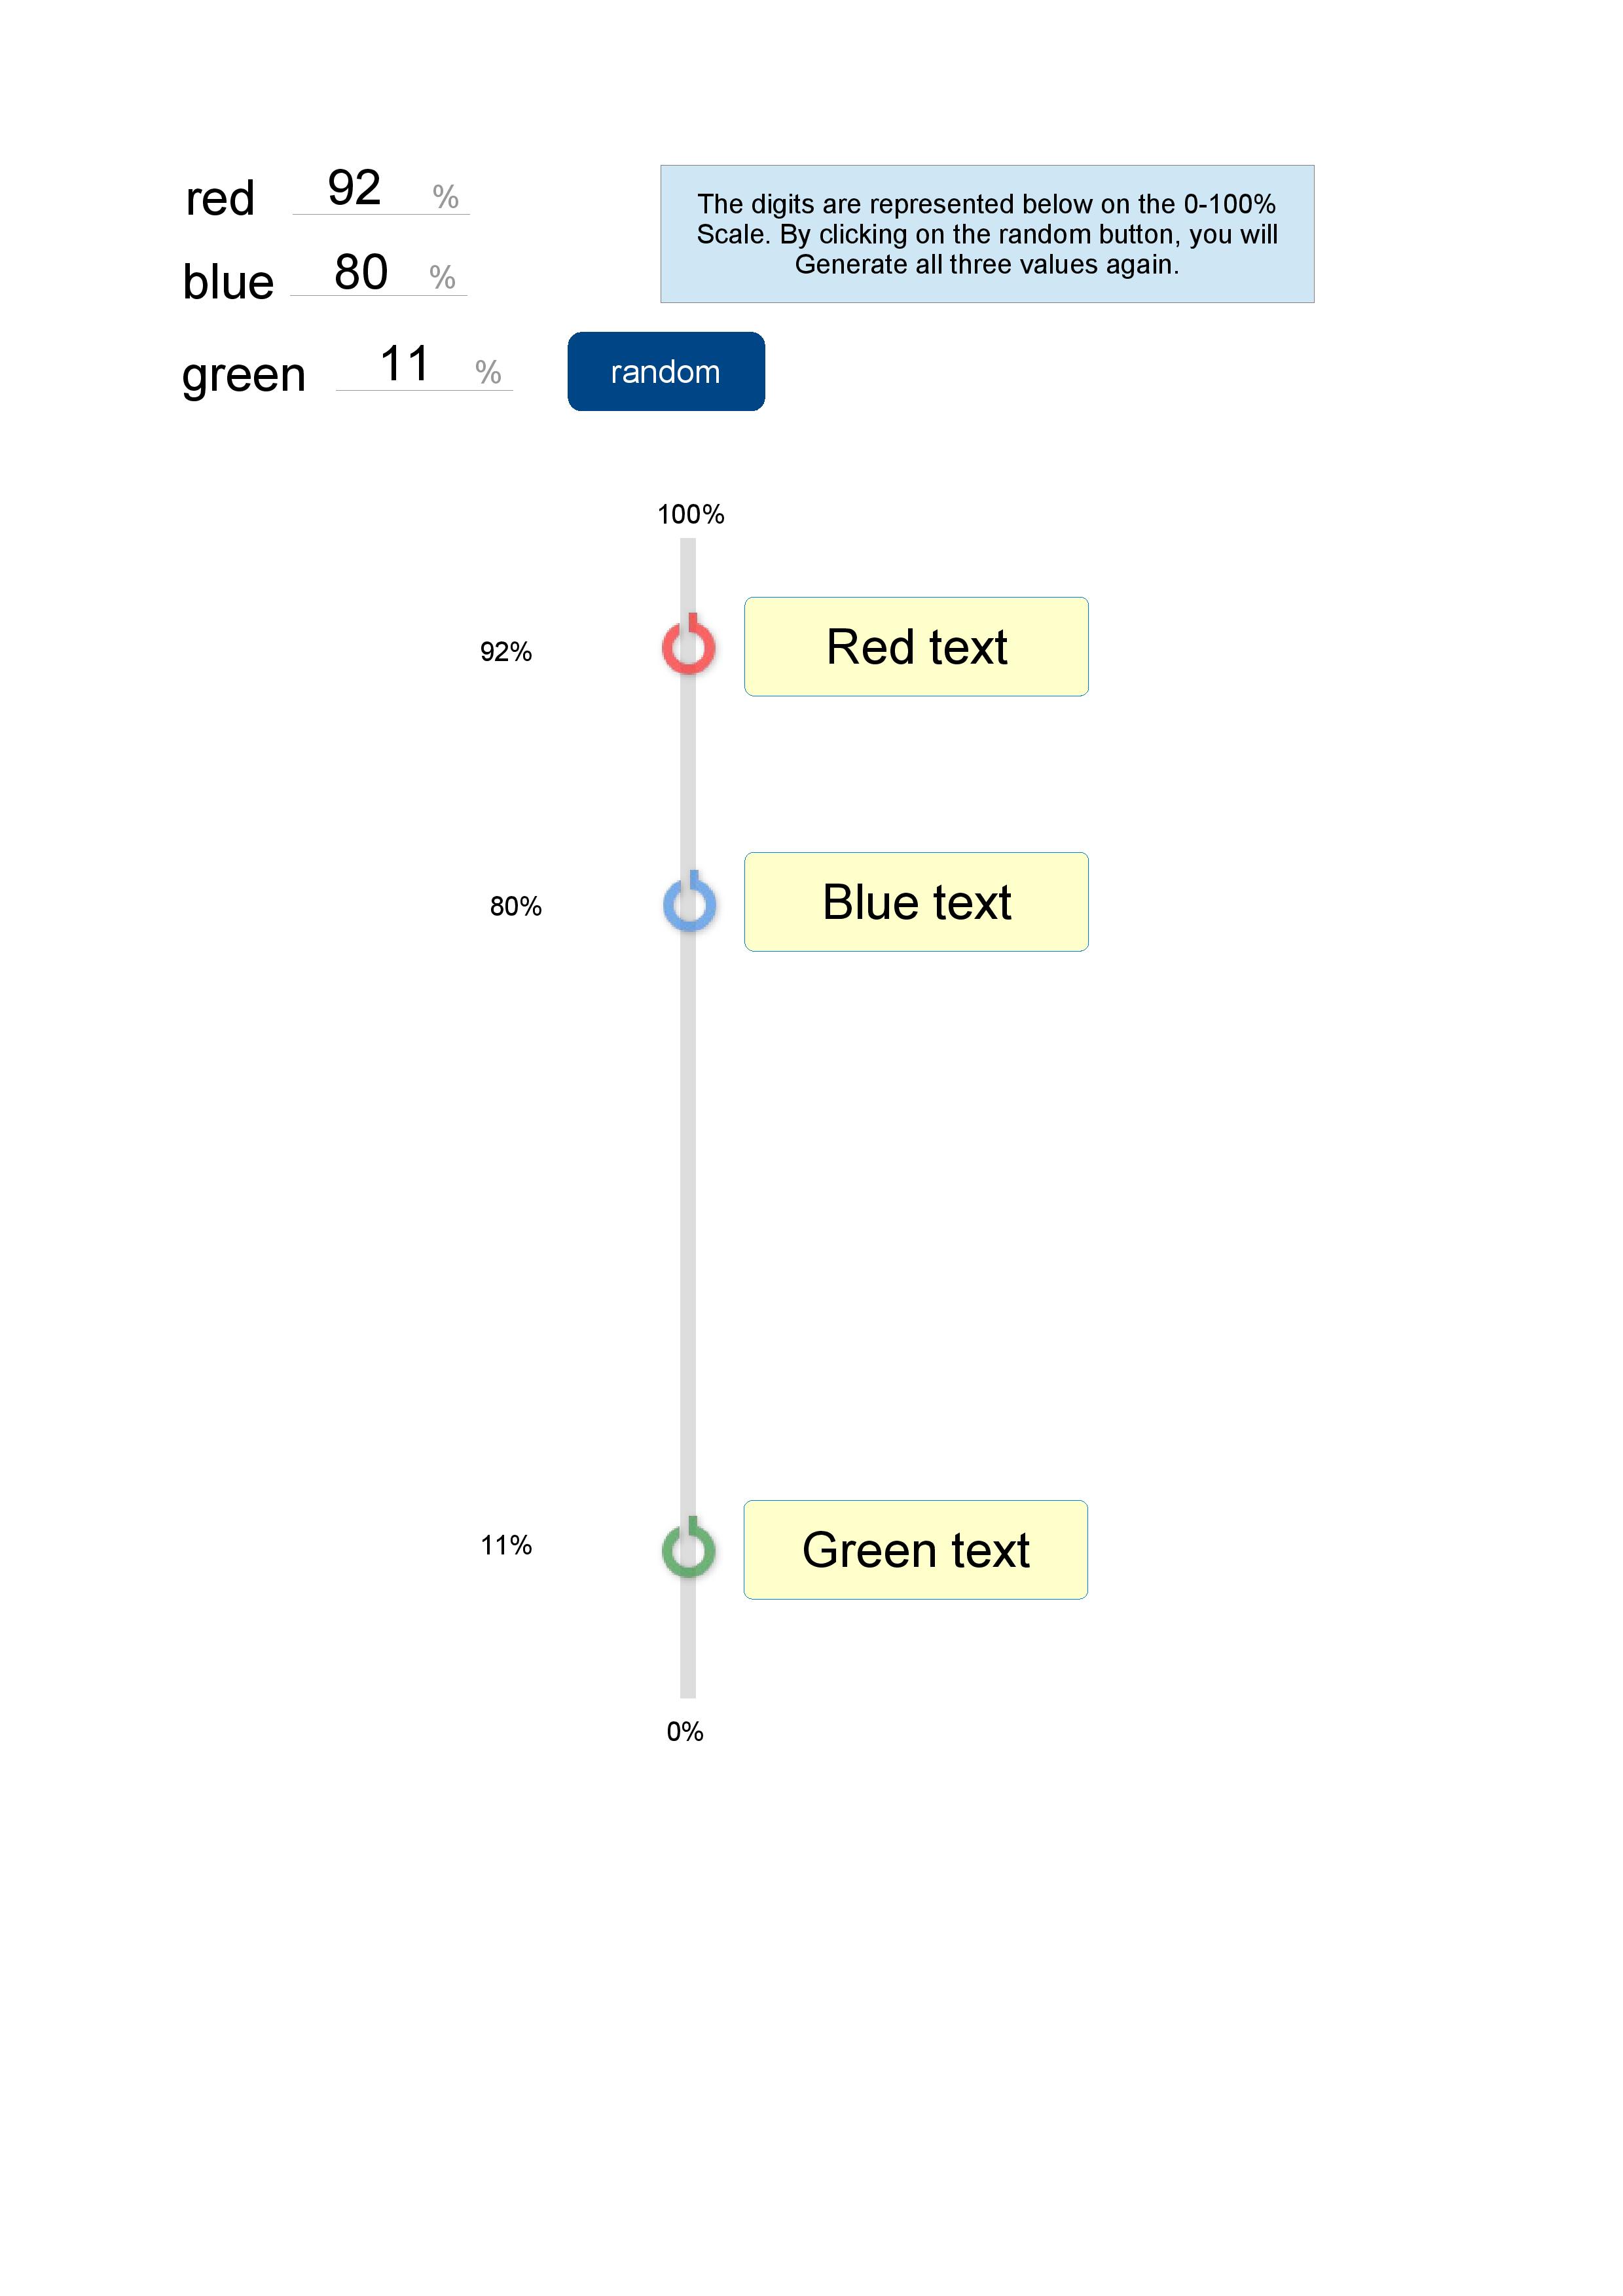 red 92 %
blue 80 %
green 11 %
The digits are represented below on the 0-100%
Scale. By clicking on the random button, you will
Generate all three values again.
random
100%
92% Red text
80% Blue text
11% Green text
0%